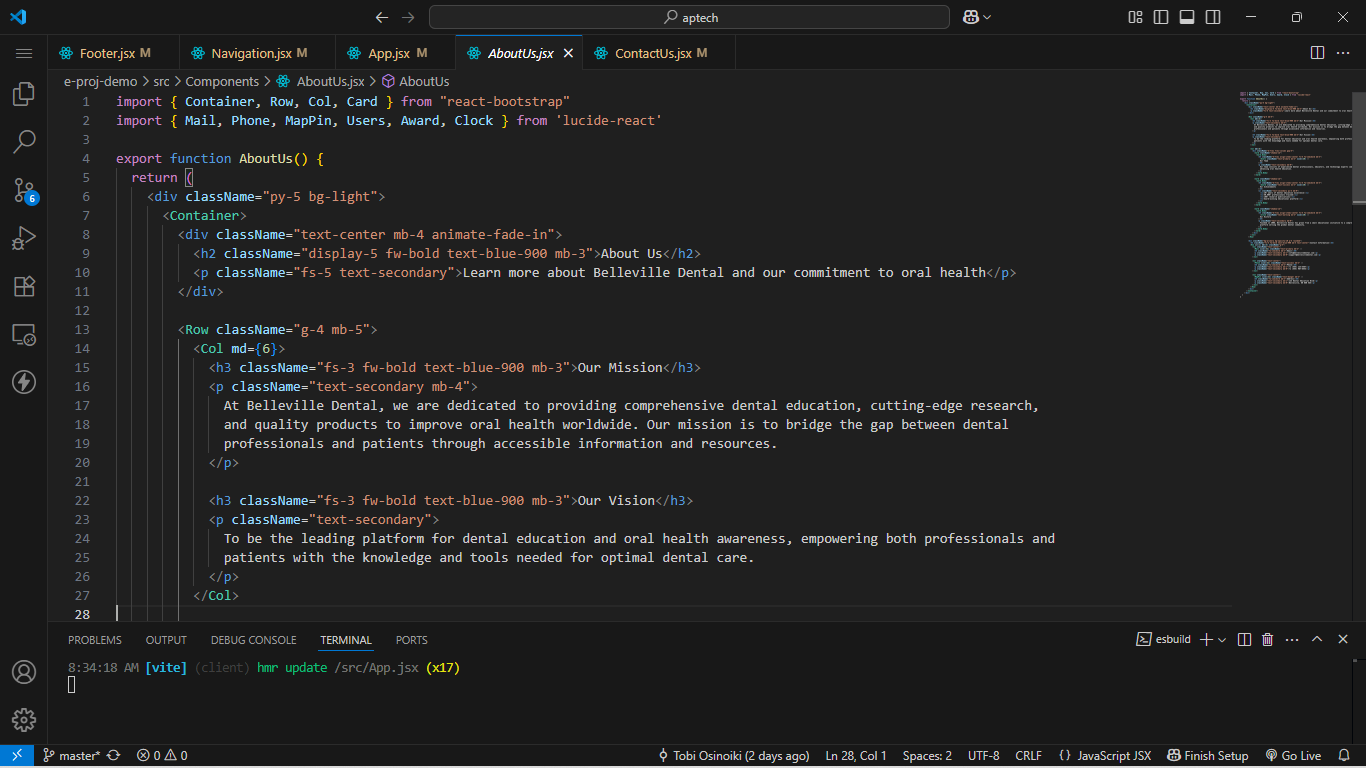 aptech
Footer.jsx M
Navigation.jsx M
App.jsx M
AboutUs.jsx
ContactUs.jsx M
e-proj-demo > src > Components > AboutUs.jsx > AboutUs
1 import { Container, Row, Col, Card } from "react-bootstrap"
2 import { Mail, Phone, MapPin, Users, Award, Clock } from 'lucide-react'
3
4 export function AboutUs() {
5 return (
6 <div className="py-5 bg-light">
7 <Container>
8 <div className="text-center mb-4 animate-fade-in">
9 <h2 className="display-5 fw-bold text-blue-900 mb-3">About Us</h2>
10 <p className="fs-5 text-secondary">Learn more about Belleville Dental and our commitment to oral health</p>
11 </div>
12
13 <Row className="g-4 mb-5">
14 <Col md={6}>
15 <h3 className="fs-3 fw-bold text-blue-900 mb-3">Our Mission</h3>
16 <p className="text-secondary mb-4">
17 At Belleville Dental, we are dedicated to providing comprehensive dental education, cutting-edge research,
18 and quality products to improve oral health worldwide. Our mission is to bridge the gap between dental
19 professionals and patients through accessible information and resources.
20 </p>
21
22 <h3 className="fs-3 fw-bold text-blue-900 mb-3">Our Vision</h3>
23 <p className="text-secondary">
24 To be the leading platform for dental education and oral health awareness, empowering both professionals and
25 patients with the knowledge and tools needed for optimal dental care.
26 </p>
27 </Col>
28
6
PROBLEMS OUTPUT DEBUG CONSOLE TERMINAL PORTS
esbuild
8:34:18 AM [vite] (client) hmr update /src/App.jsx (x17)
master* 0 0 Tobi Osinoiki (2 days ago) Ln 28, Col 1 Spaces: 2 UTF-8 CRLF { } JavaScript JSX Finish Setup Go Live